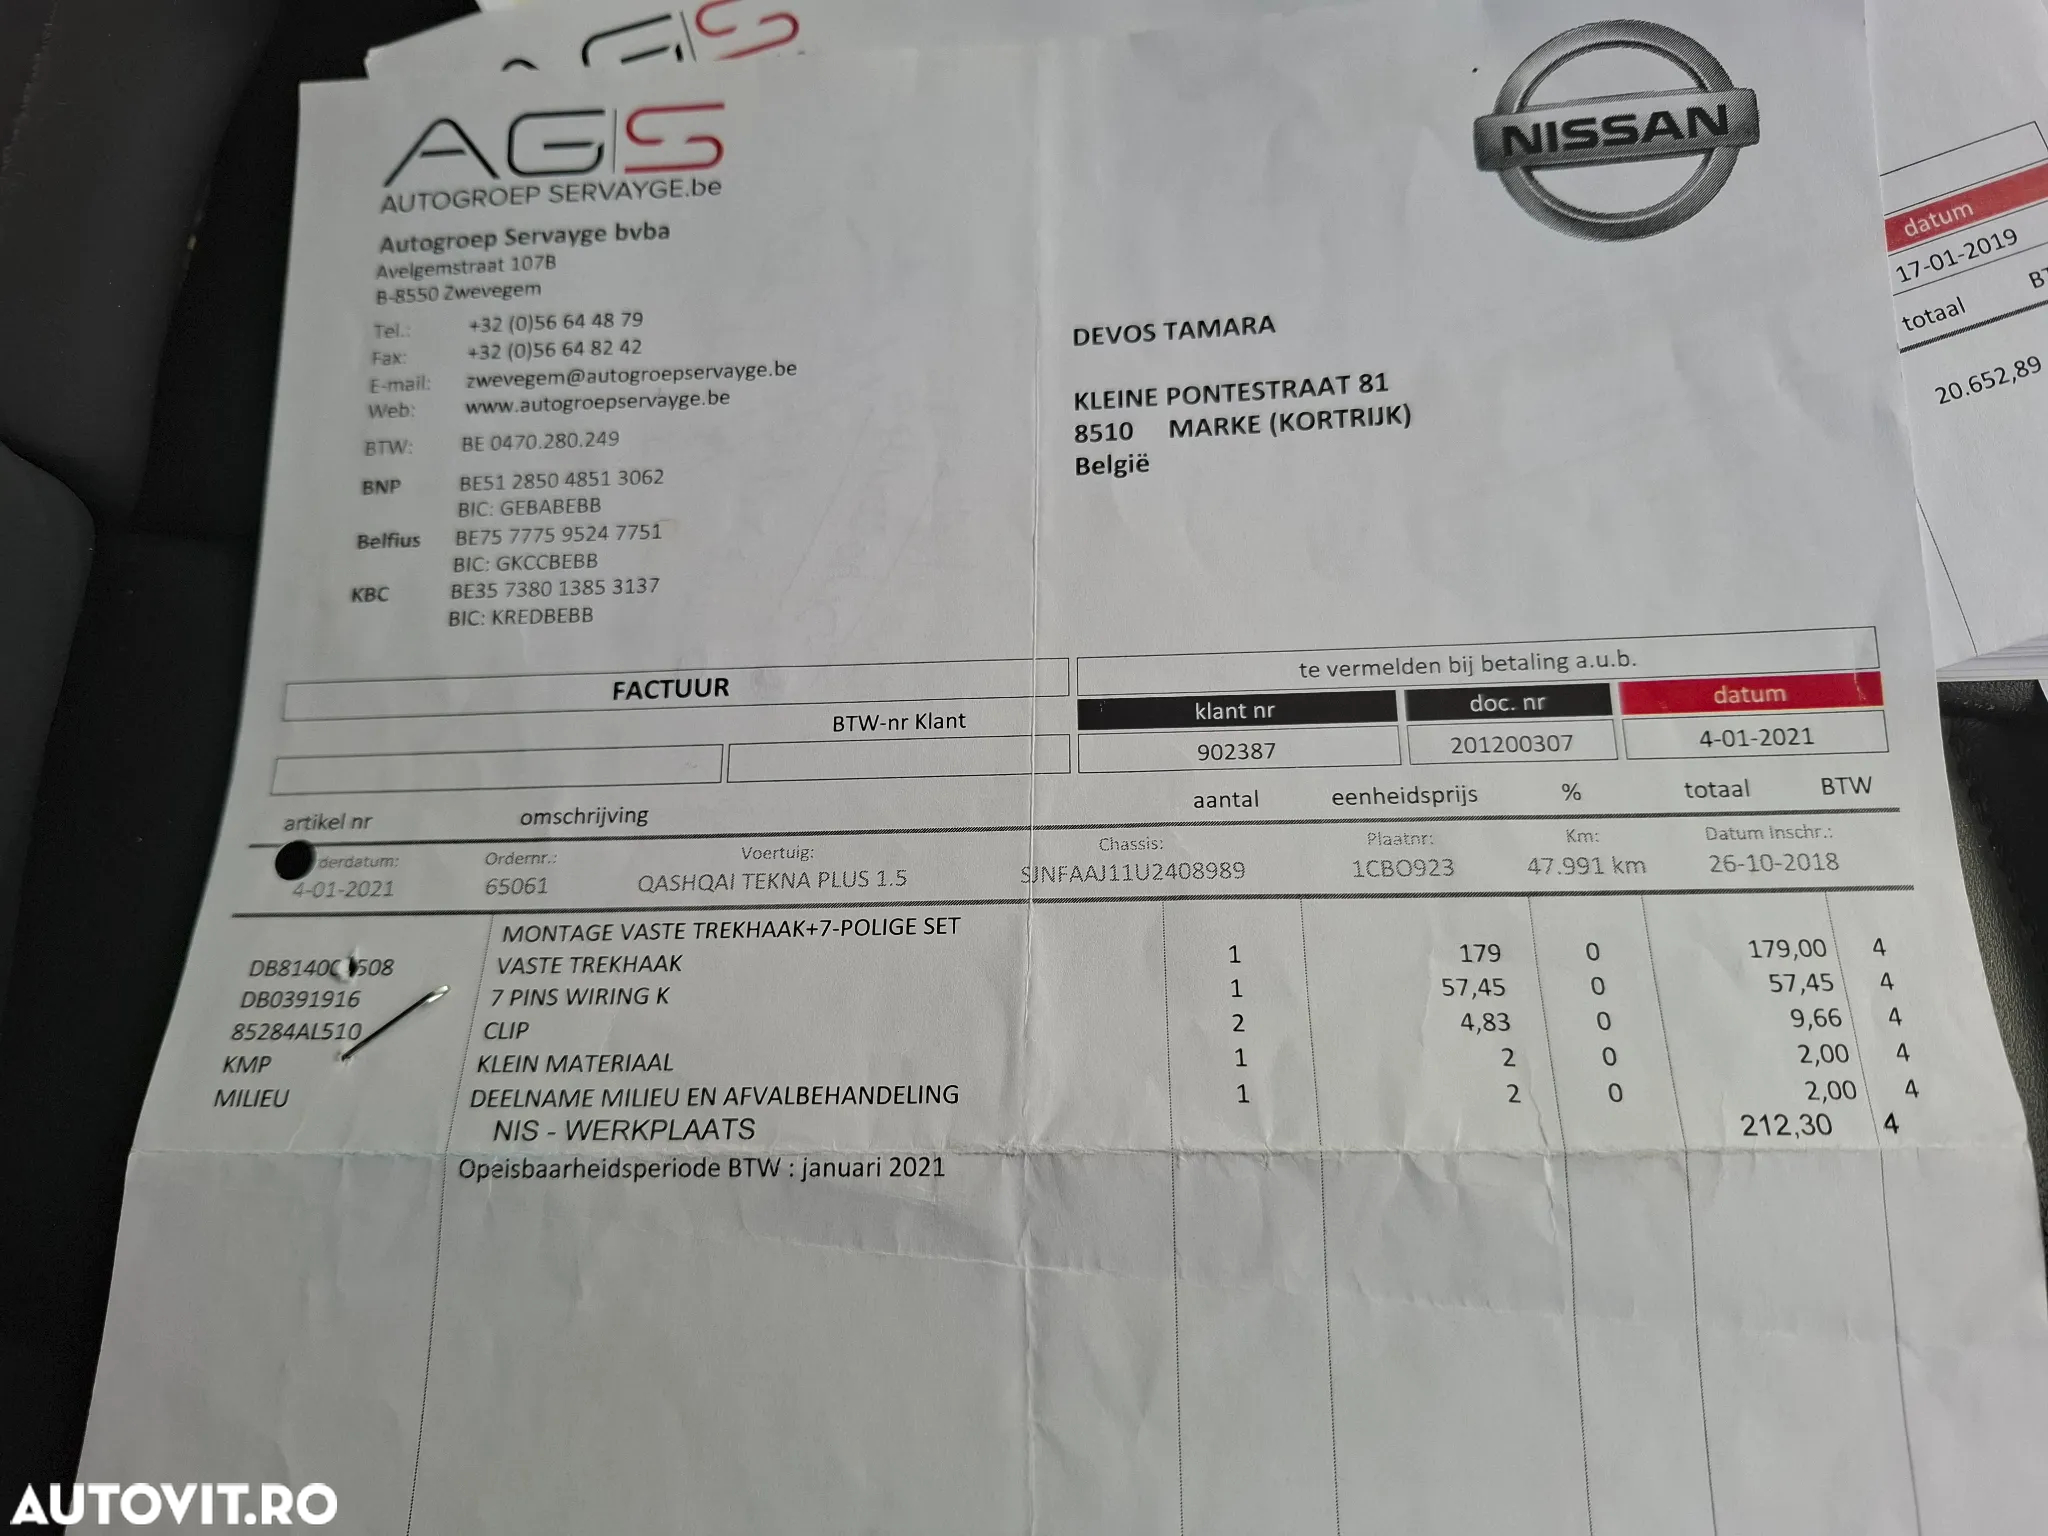 AGS
AGS
AUTOGROEP SERVAYGE.be
NISSAN
Autogroep Servayge bvba
Avelgemstraat 107B
B-8550 Zwevegem
Tel.: +32 (0)56 64 48 79
Fax: +32 (0)56 64 82 42
E-mail: zwevegem@autogroepservayge.be
Web: www.autogroepservayge.be
BTW: BE 0470.280.249
BNP BE51 2850 4851 3062
BIC: GEBABEBB
Belfius BE75 7775 9524 7751
BIC: GKCCBEBB
KBC BE35 7380 1385 3137
BIC: KREDBEBB
DEVOS TAMARA
KLEINE PONTESTRAAT 81
8510 MARKE (KORTRIJK)
België
datum
17-01-2019
totaal
20.652,89
FACTUUR
te vermelden bij betaling a.u.b.
BTW-nr Klant
klant nr doc. nr datum
902387 201200307 4-01-2021
artikel nr omschrijving aantal eenheidsprijs % totaal BTW
derdatum: Ordernr.: Voertuig: Chassis: Plaatnr: Km: Datum Inschr.:
4-01-2021 65061 QASHQAI TEKNA PLUS 1.5 SJNFAAJ11U2408989 1CBO923 47.991 km 26-10-2018
MONTAGE VASTE TREKHAAK+7-POLIGE SET
VASTE TREKHAAK 1 179 0 179,00 4
DB0391916 7 PINS WIRING K 1 57,45 0 57,45 4
85284AL510 CLIP 2 4,83 0 9,66 4
KMP KLEIN MATERIAAL 1 2 0 2,00 4
MILIEU DEELNAME MILIEU EN AFVALBEHANDELING 1 2 0 2,00 4
NIS - WERKPLAATS 212,30 4
Opeisbaarheidsperiode BTW : januari 2021
AUTOVIT.RO